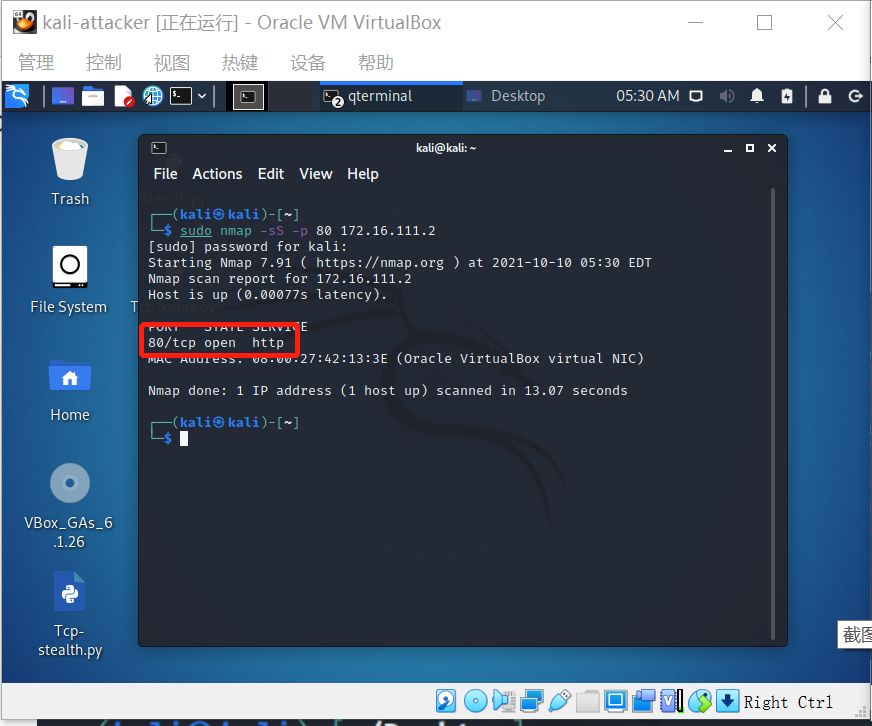 kali-attacker [正在运行] - Oracle VM VirtualBox
管理 控制 视图 热键 设备 帮助
qterminal Desktop 05:30 AM
2
Trash
File System
Home
VBox_GAs_6
.1.26
Tcp-
stealth.py
kali@kali: ~
File Actions Edit View Help
┌──(kali㉿kali)-[~]
└─$ sudo nmap -sS -p 80 172.16.111.2
[sudo] password for kali:
Starting Nmap 7.91 ( https://nmap.org ) at 2021-10-10 05:30 EDT
Nmap scan report for 172.16.111.2
Host is up (0.00077s latency).
PORT STATE SERVICE
80/tcp open http
MAC Address: 08:00:27:42:13:3E (Oracle VirtualBox virtual NIC)
Nmap done: 1 IP address (1 host up) scanned in 13.07 seconds
┌──(kali㉿kali)-[~]
└─$
截图
Right Ctrl